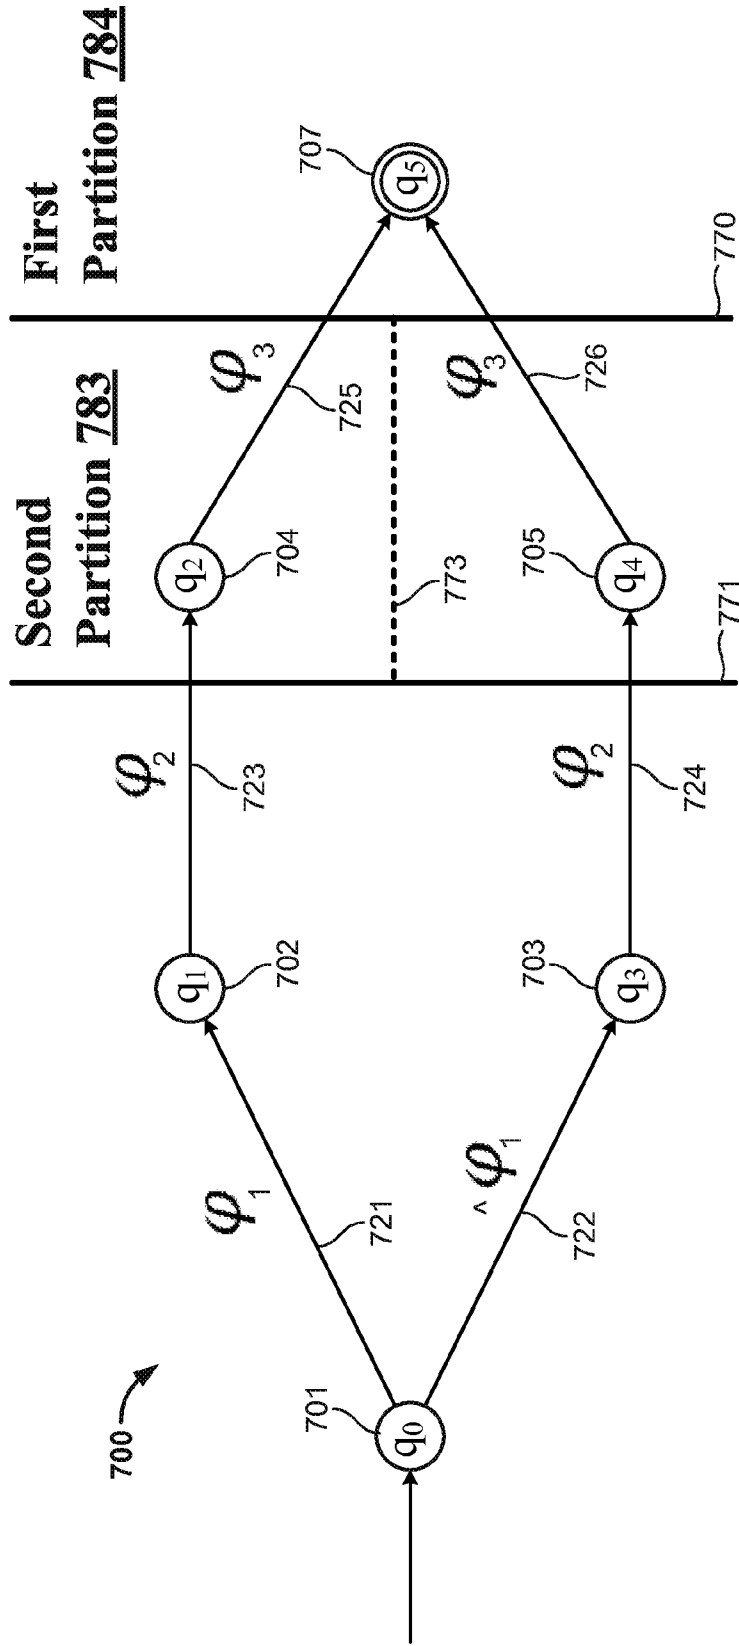 First
Partition 784
Second
Partition 783
700
701
q0
φ1
721
^ φ1
722
702
q1
703
q3
φ2
723
φ2
724
771
704
q2
705
q4
773
φ3
725
φ3
726
770
707
q5